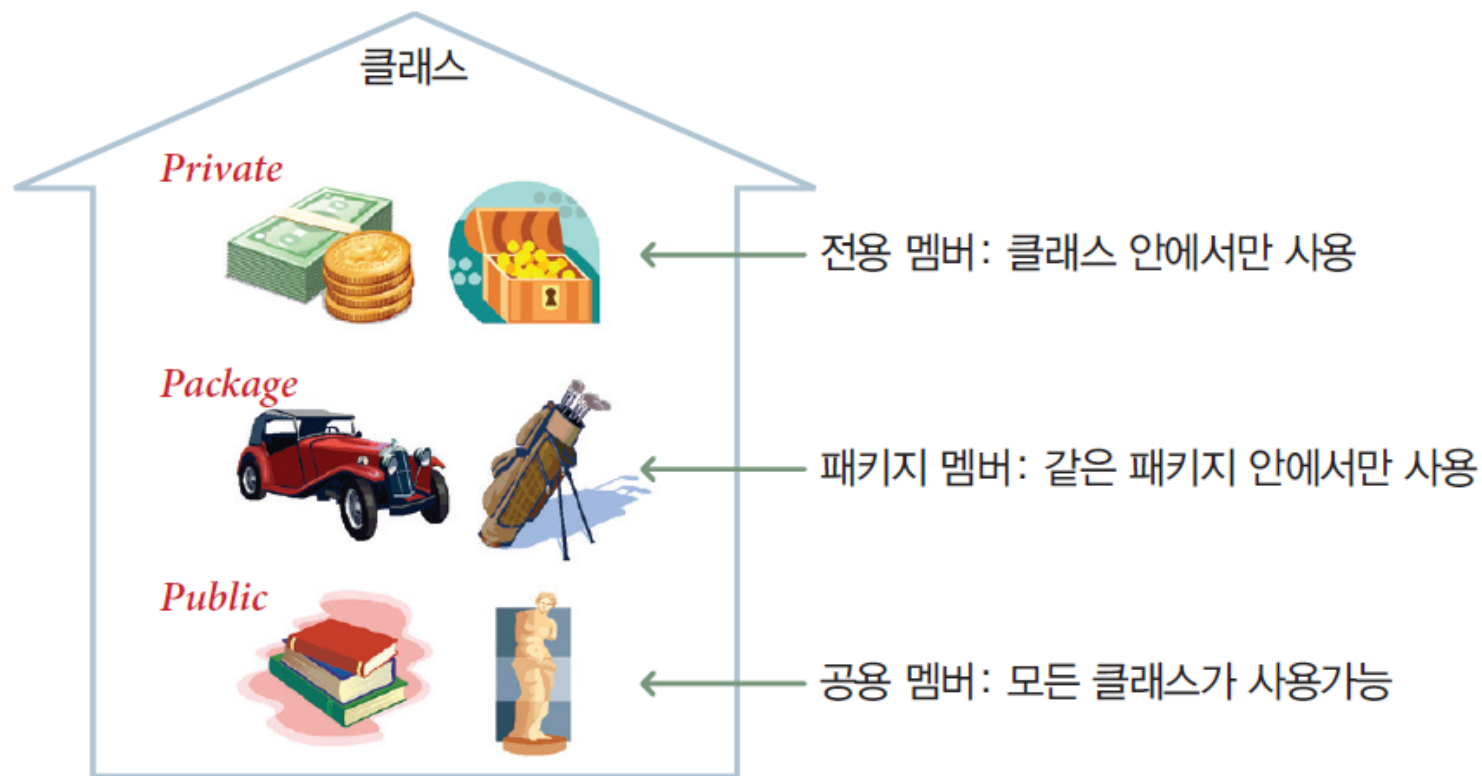 클래스
Private
전용 멤버: 클래스 안에서만 사용
Package
패키지 멤버: 같은 패키지 안에서만 사용
Public
공용 멤버: 모든 클래스가 사용가능